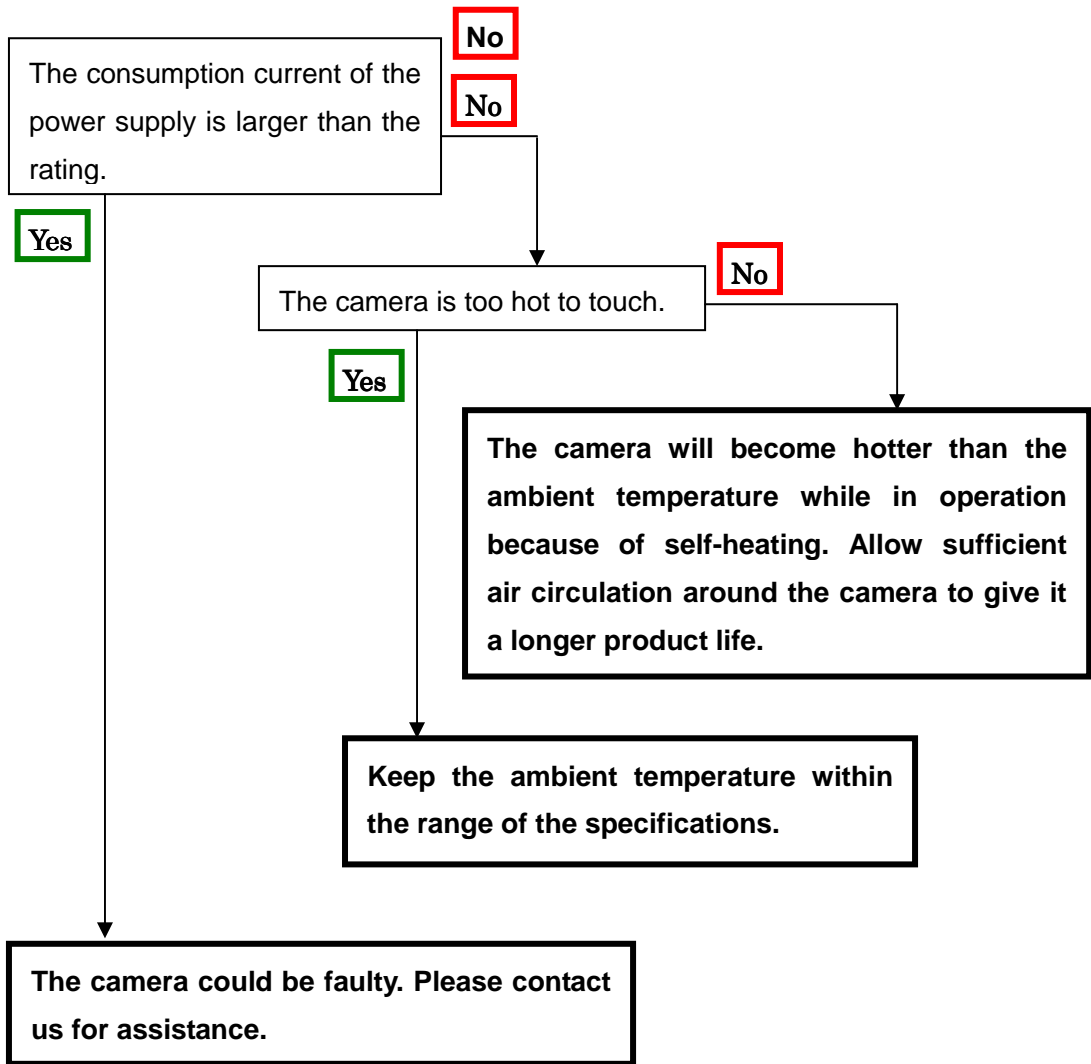 No
The consumption current of the
power supply is larger than the
rating.
No
Yes
No
The camera is too hot to touch.
Yes
The camera will become hotter than the
ambient temperature while in operation
because of self-heating. Allow sufficient
air circulation around the camera to give it
a longer product life.
Keep the ambient temperature within
the range of the specifications.
The camera could be faulty. Please contact
us for assistance.